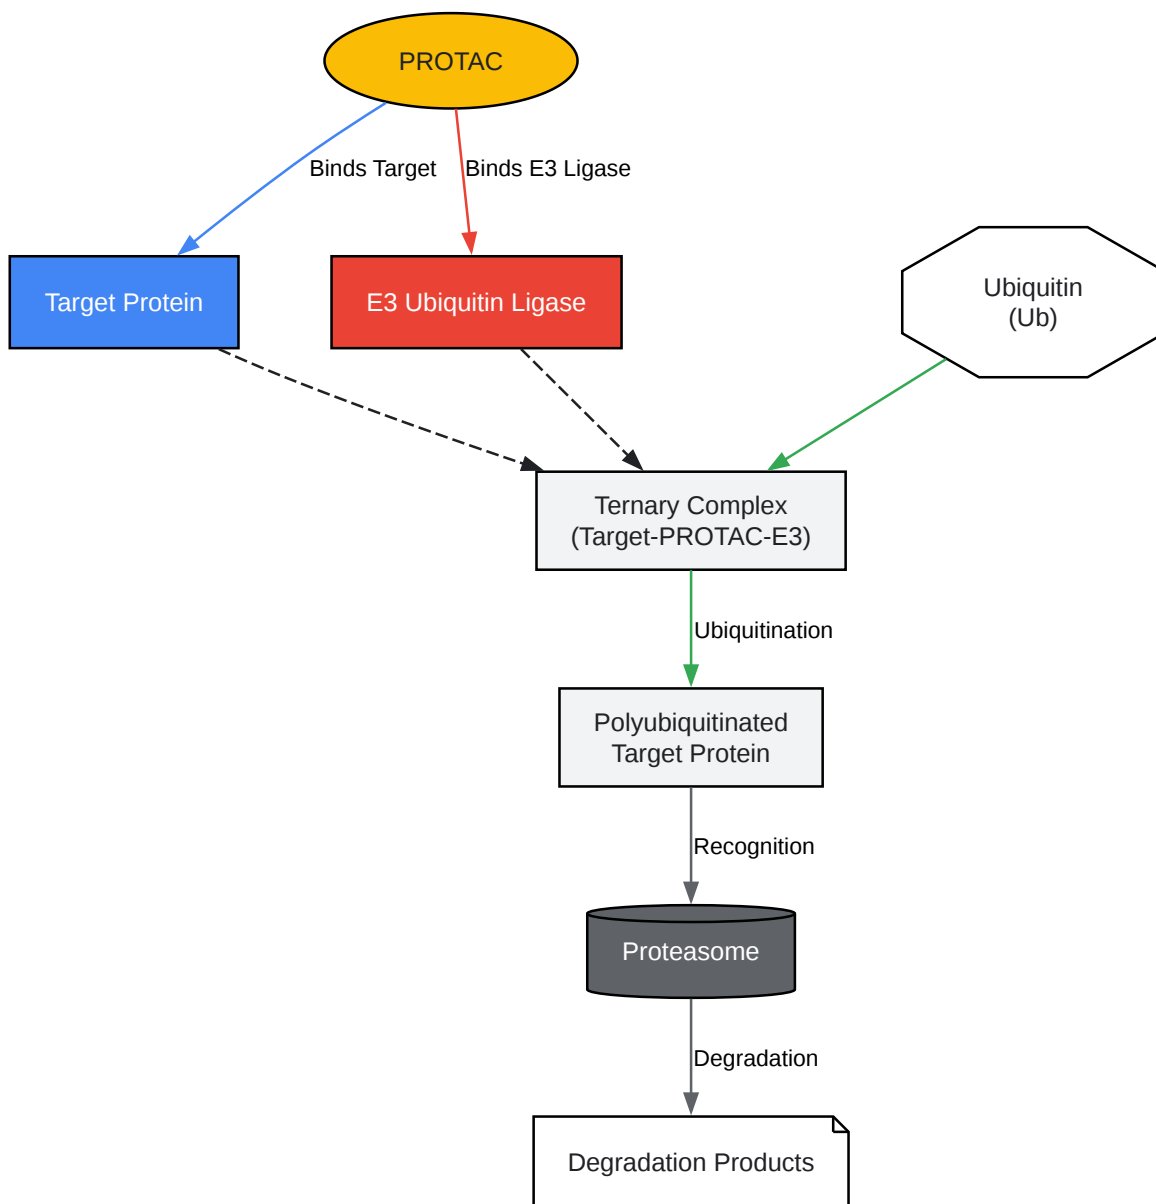 PROTAC
Binds Target
Binds E3 Ligase
Target Protein
E3 Ubiquitin Ligase
Ubiquitin
(Ub)
Ternary Complex
(Target-PROTAC-E3)
Ubiquitination
Polyubiquitinated
Target Protein
Recognition
Proteasome
Degradation
Degradation Products